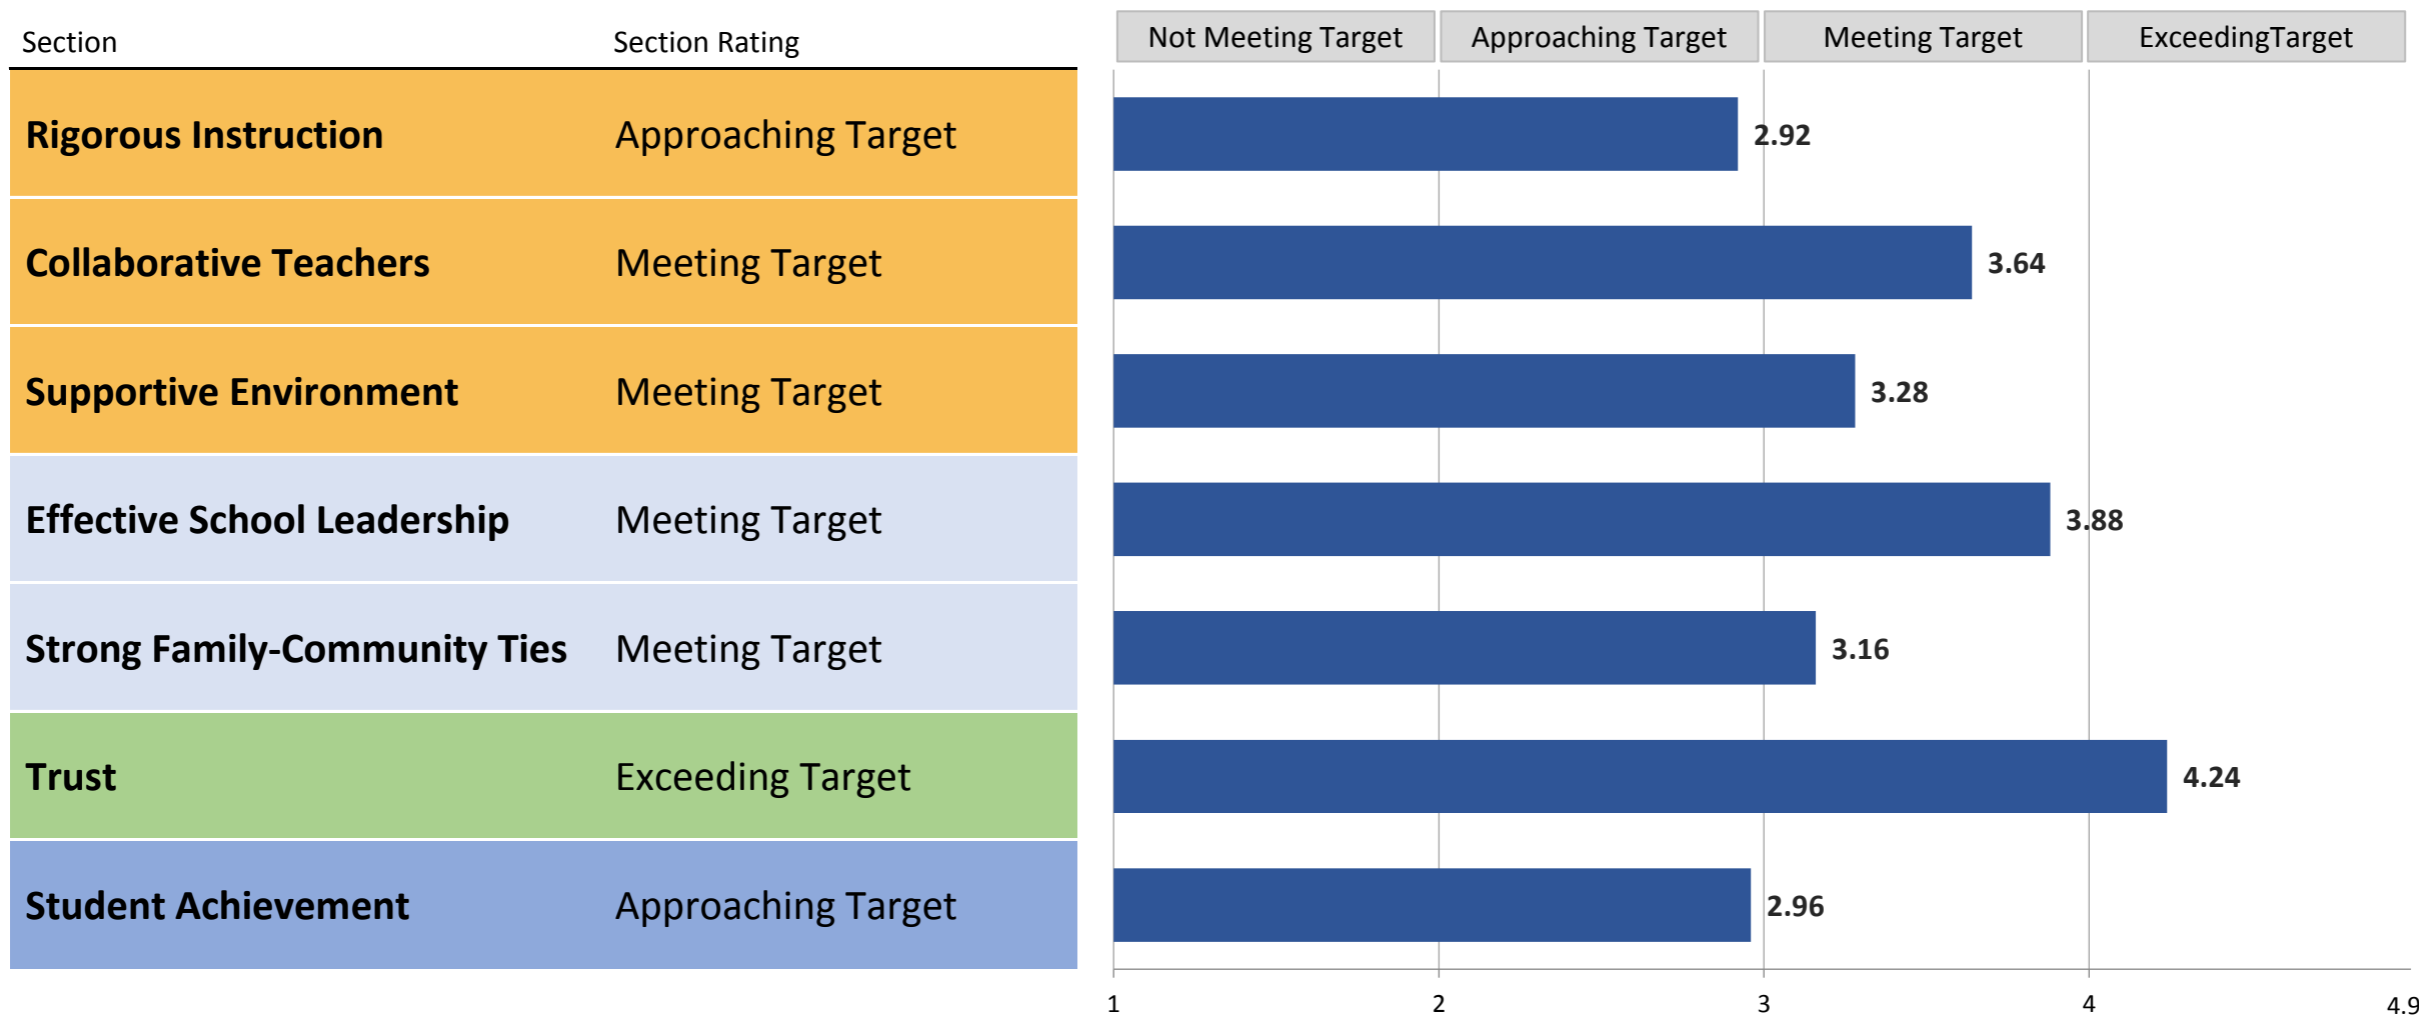 Section Section Rating Not Meeting Target Approaching Target Meeting Target ExceedingTarget
Rigorous Instruction Approaching Target 2.92
Collaborative Teachers Meeting Target 3.64
Supportive Environment Meeting Target 3.28
Effective School Leadership Meeting Target 3.88
Strong Family-Community Ties Meeting Target 3.16
Trust Exceeding Target 4.24
Student Achievement Approaching Target 2.96
1 2 3 4 4.9